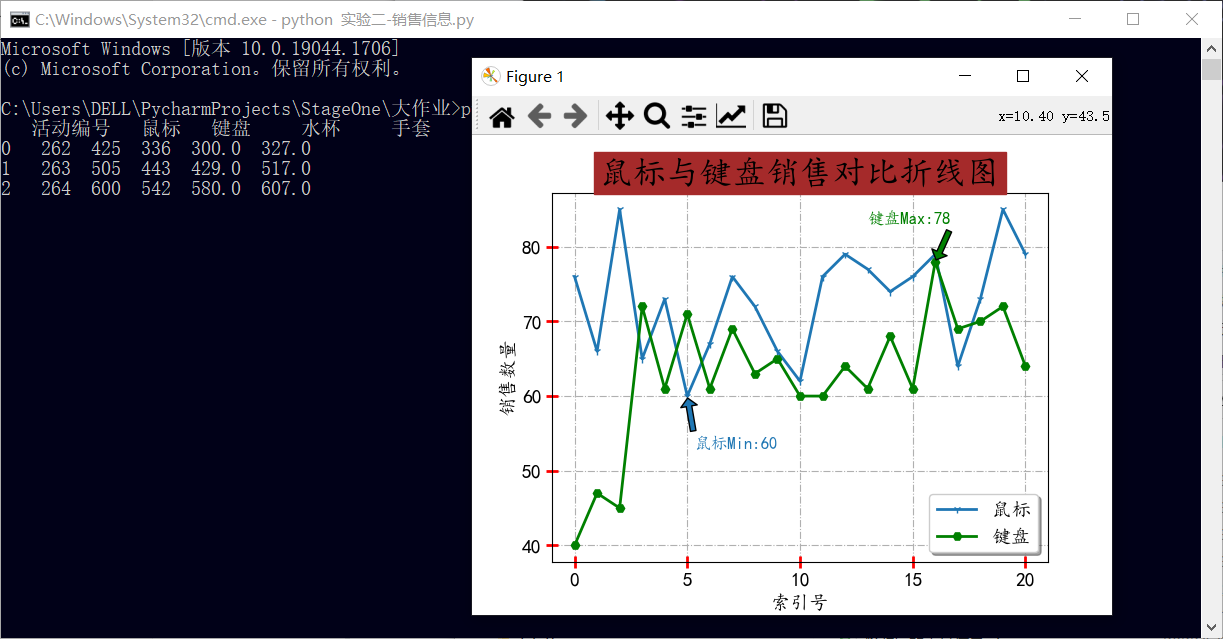 C:\Windows\System32\cmd.exe - python  实验二-销售信息.py
Microsoft Windows [版本 10.0.19044.1706]
(c) Microsoft Corporation。保留所有权利。
C:\Users\DELL\PycharmProjects\StageOne\大作业>p
活动编号 鼠标 键盘 水杯 手套
0 262 425 336 300.0 327.0
1 263 505 443 429.0 517.0
2 264 600 542 580.0 607.0
Figure 1
x=10.40 y=43.5
鼠标与键盘销售对比折线图
键盘Max:78
80
70
60
50
40
销售数量
鼠标Min:60
鼠标
键盘
0 5 10 15 20
索引号